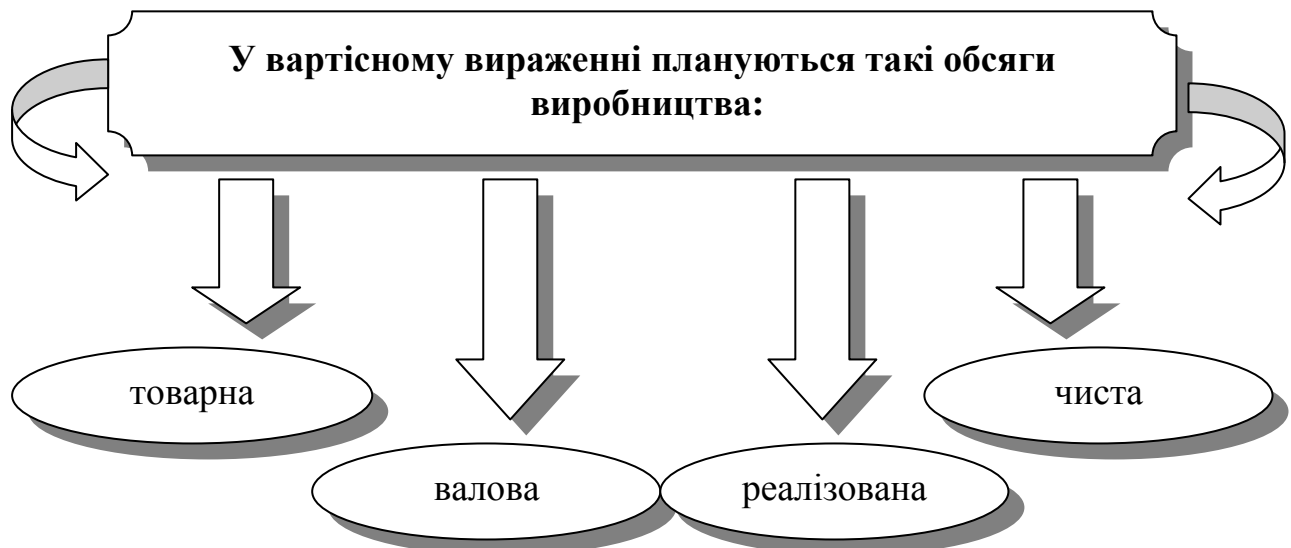 У вартісному вираженні плануються такі обсяги
виробництва:
товарна
чиста
валова
реалізована